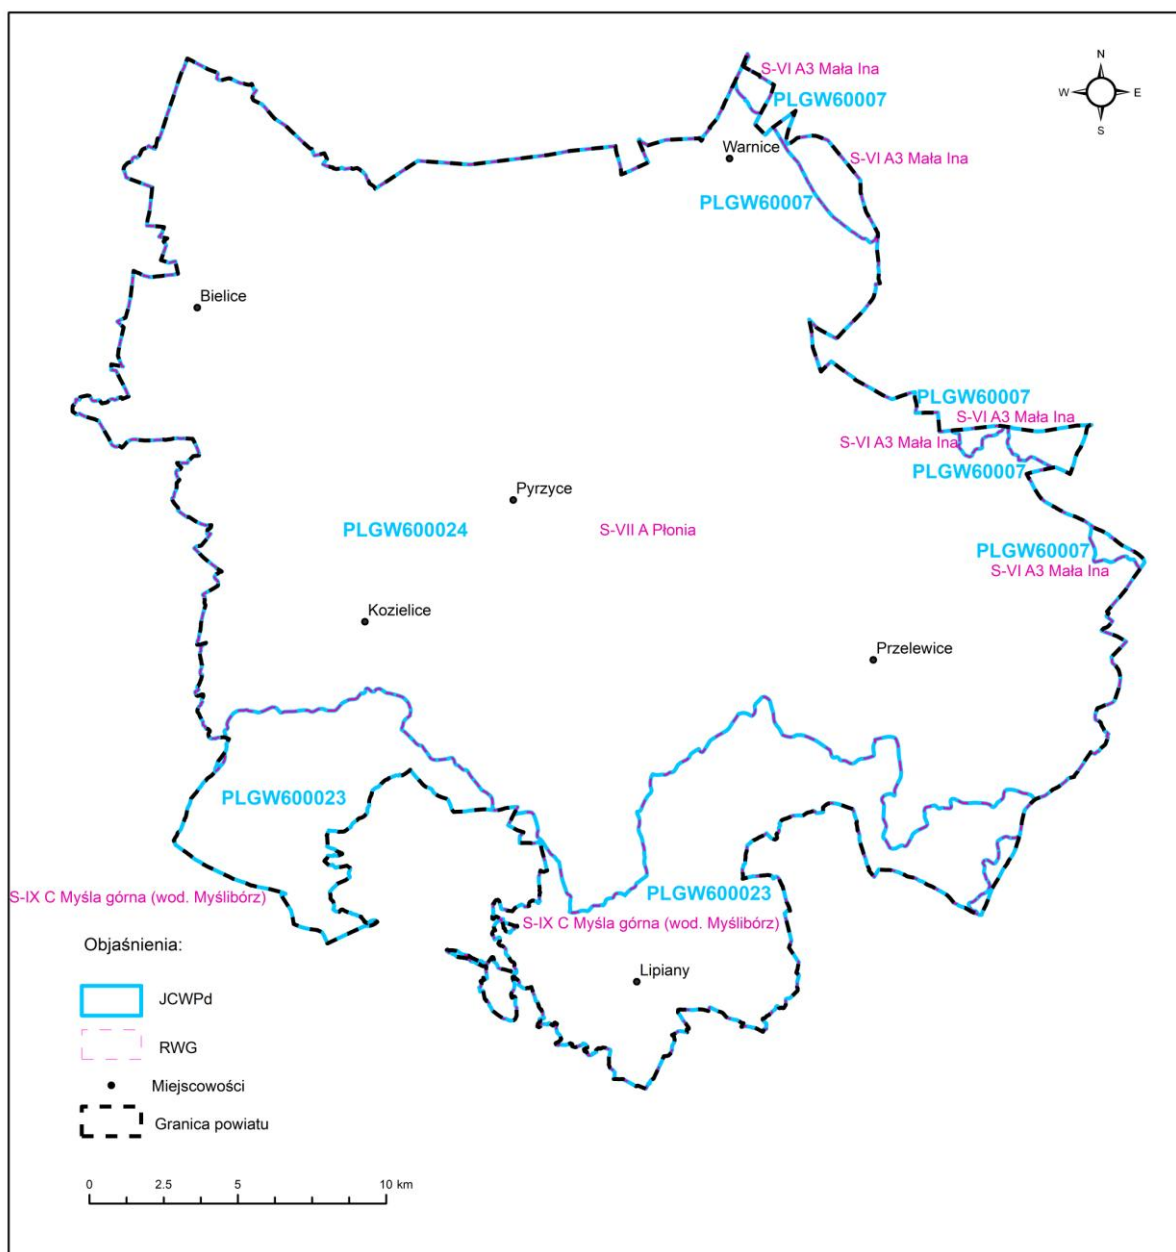 N
S-VI A3 Mała Ina
W
E
PLGW60007
S
Warnice
S-VI A3 Mała Ina
PLGW60007
Bielice
PLGW60007
S-VI A3 Mała Ina
S-VI A3 Mała Ina
PLGW60007
Pyrzyce
PLGW600024
S-VII A Płonia
PLGW60007
S-VI A3 Mała Ina
Kozielice
Przelewice
PLGW600023
PLGW600023
S-IX C Myśla górna (wod. Myślibórz)
S-IX C Myśla górna (wod. Myślibórz)
Lipiany
Objaśnienia:
JCWPd
RWG
Miejscowości
Granica powiatu
0 2.5 5 10 km